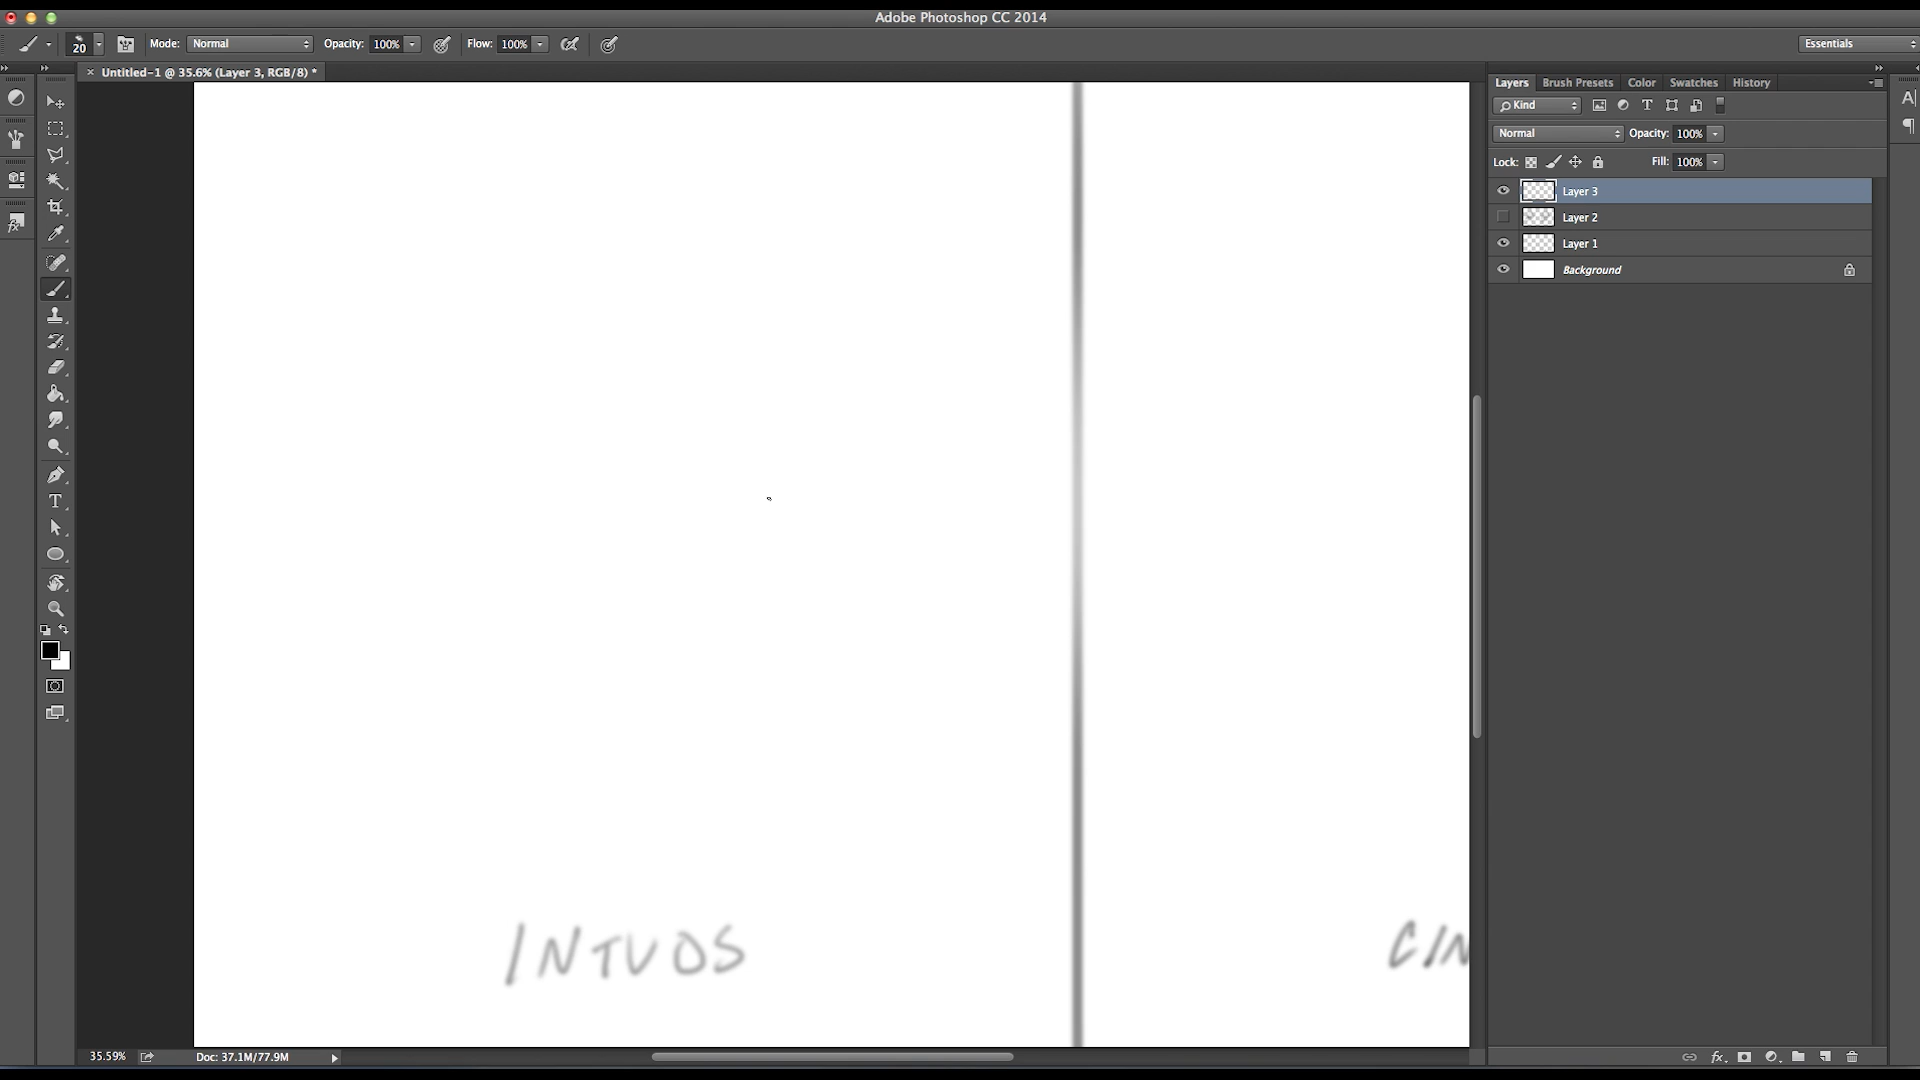 Adobe Photoshop CC 2014
20 Mode: Normal Opacity: 100% Flow: 100% Essentials
× Untitled-1 @ 35.6% (Layer 3, RGB/8) *
Layers Brush Presets Color Swatches History
Kind
Normal Opacity: 100%
Lock: Fill: 100%
Layer 3
Layer 2
Layer 1
Background
INTUOS
CIN
35.59% Doc: 37.1M/77.9M